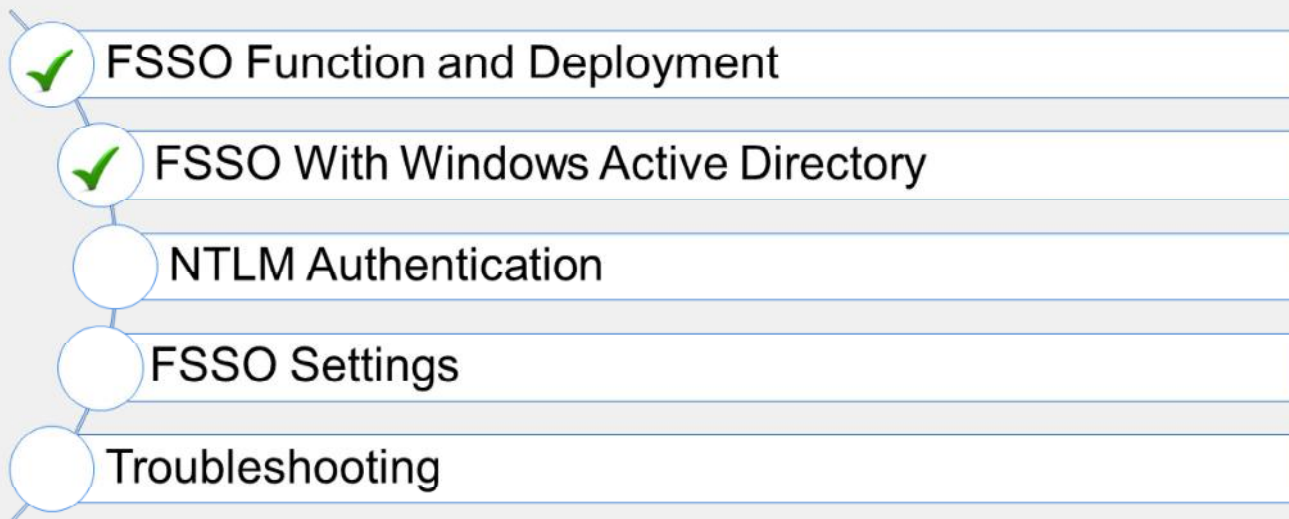 FSSO Function and Deployment
FSSO With Windows Active Directory
NTLM Authentication
FSSO Settings
Troubleshooting